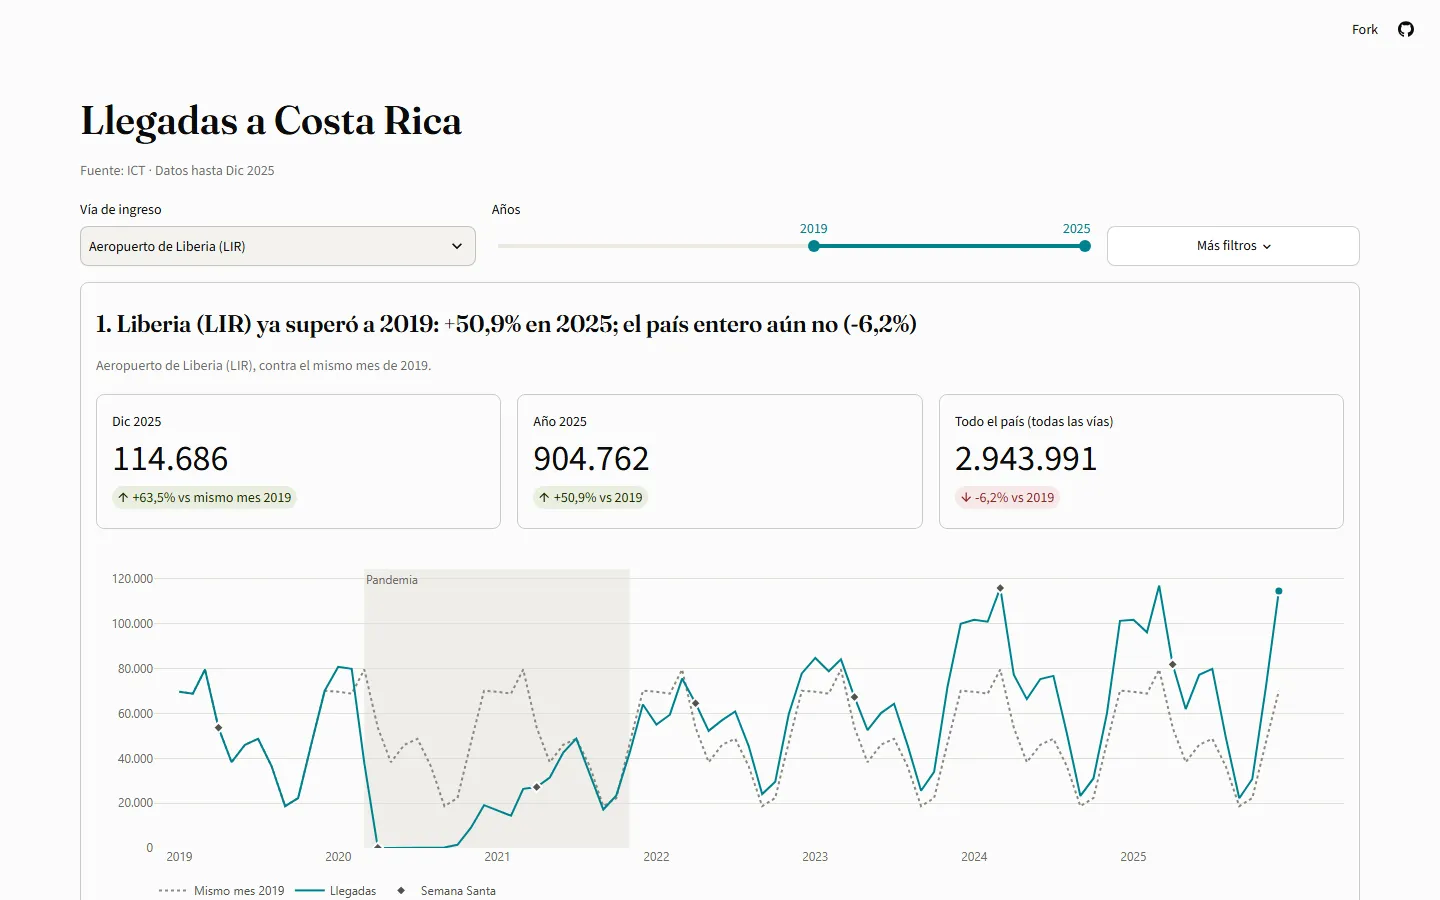 Fork
Llegadas a Costa Rica
Fuente: ICT · Datos hasta Dic 2025
Vía de ingreso
Años
Aeropuerto de Liberia (LIR)
2019
2025
Más filtros
1. Liberia (LIR) ya superó a 2019: +50,9% en 2025; el país entero aún no (-6,2%)
Aeropuerto de Liberia (LIR), contra el mismo mes de 2019.
Dic 2025
114.686
↑ +63,5% vs mismo mes 2019
Año 2025
904.762
↑ +50,9% vs 2019
Todo el país (todas las vías)
2.943.991
↓ -6,2% vs 2019
Pandemia
120.000
100.000
80.000
60.000
40.000
20.000
0
2019
2020
2021
2022
2023
2024
2025
Mismo mes 2019
Llegadas
Semana Santa